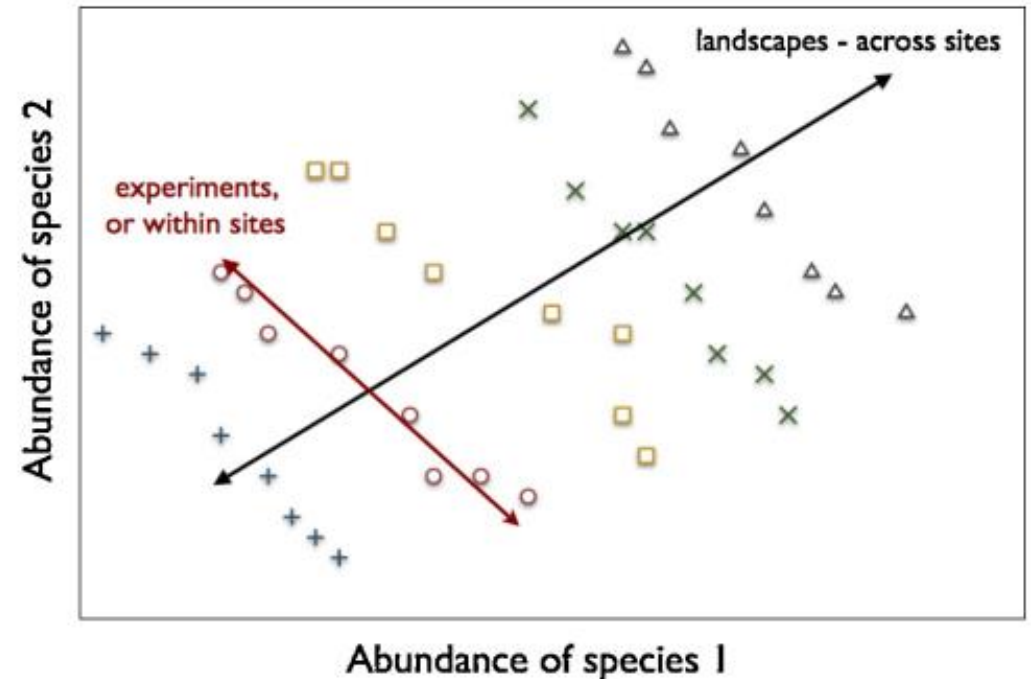 landscapes - across sites
experiments,
or within sites
Abundance of species 2
Abundance of species 1